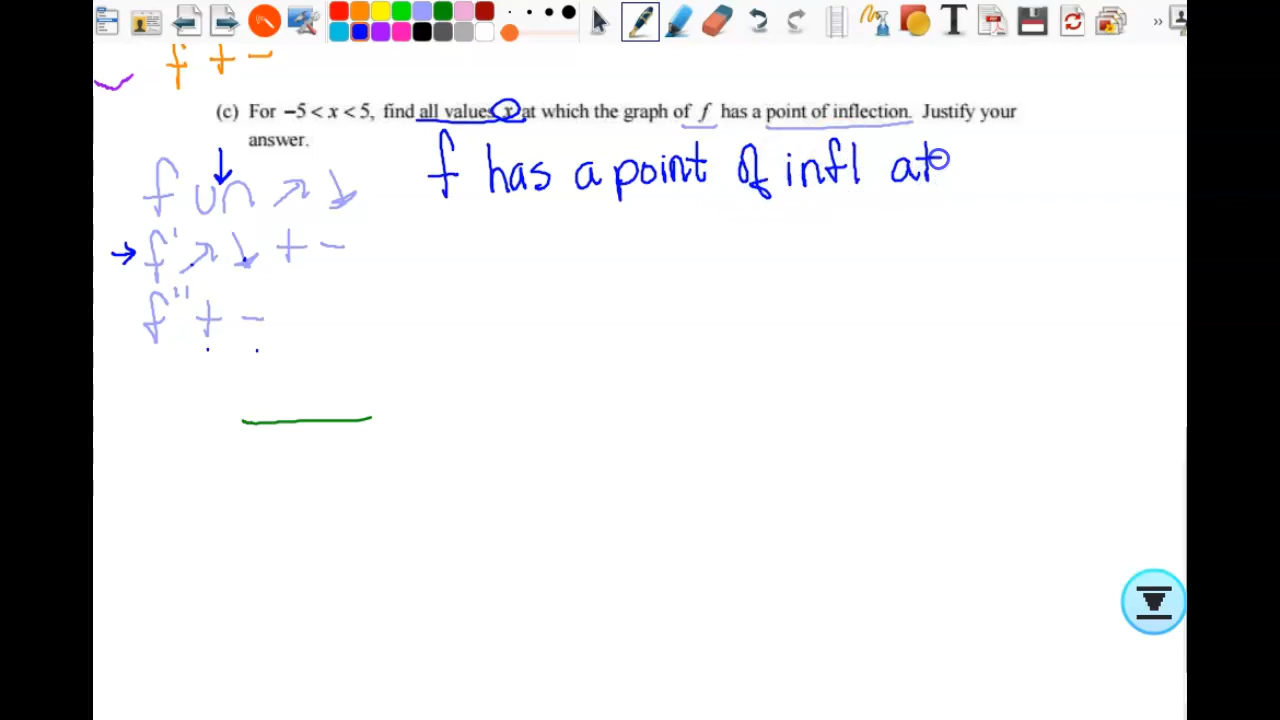 f + -
(c) For −5 < x < 5, find all values x at which the graph of f has a point of inflection. Justify your
answer.
f has a point of infl at
f ∪∩ ↗ ↘
→ f' ↗ ↘ + -
f'' + -